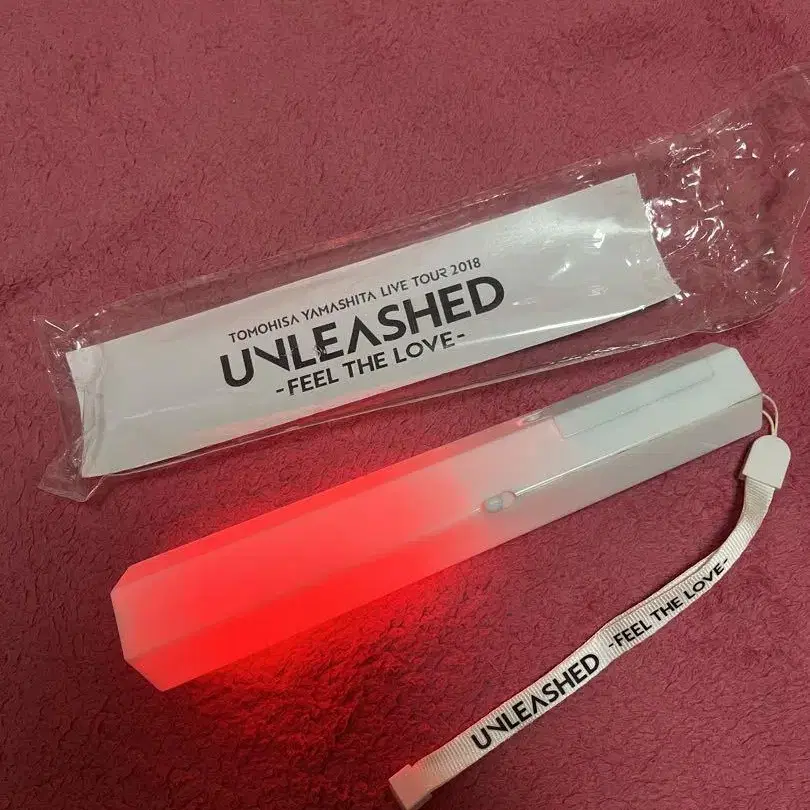 TOMOHISA YAMASHITA LIVE TOUR 2018
UNLEASHED
-FEEL THE LOVE-
UNLEASHED -FEEL THE LOVE-